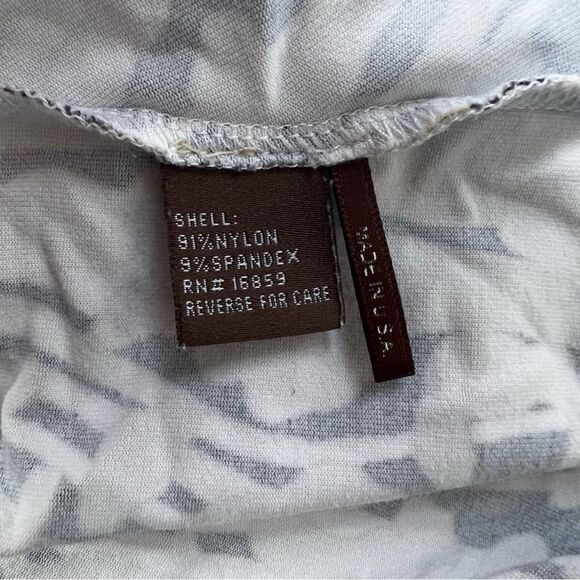 SHELL:
91%NYLON
9%SPANDEX
RN# 16859
REVERSE FOR CARE
MADE IN U.S.A.